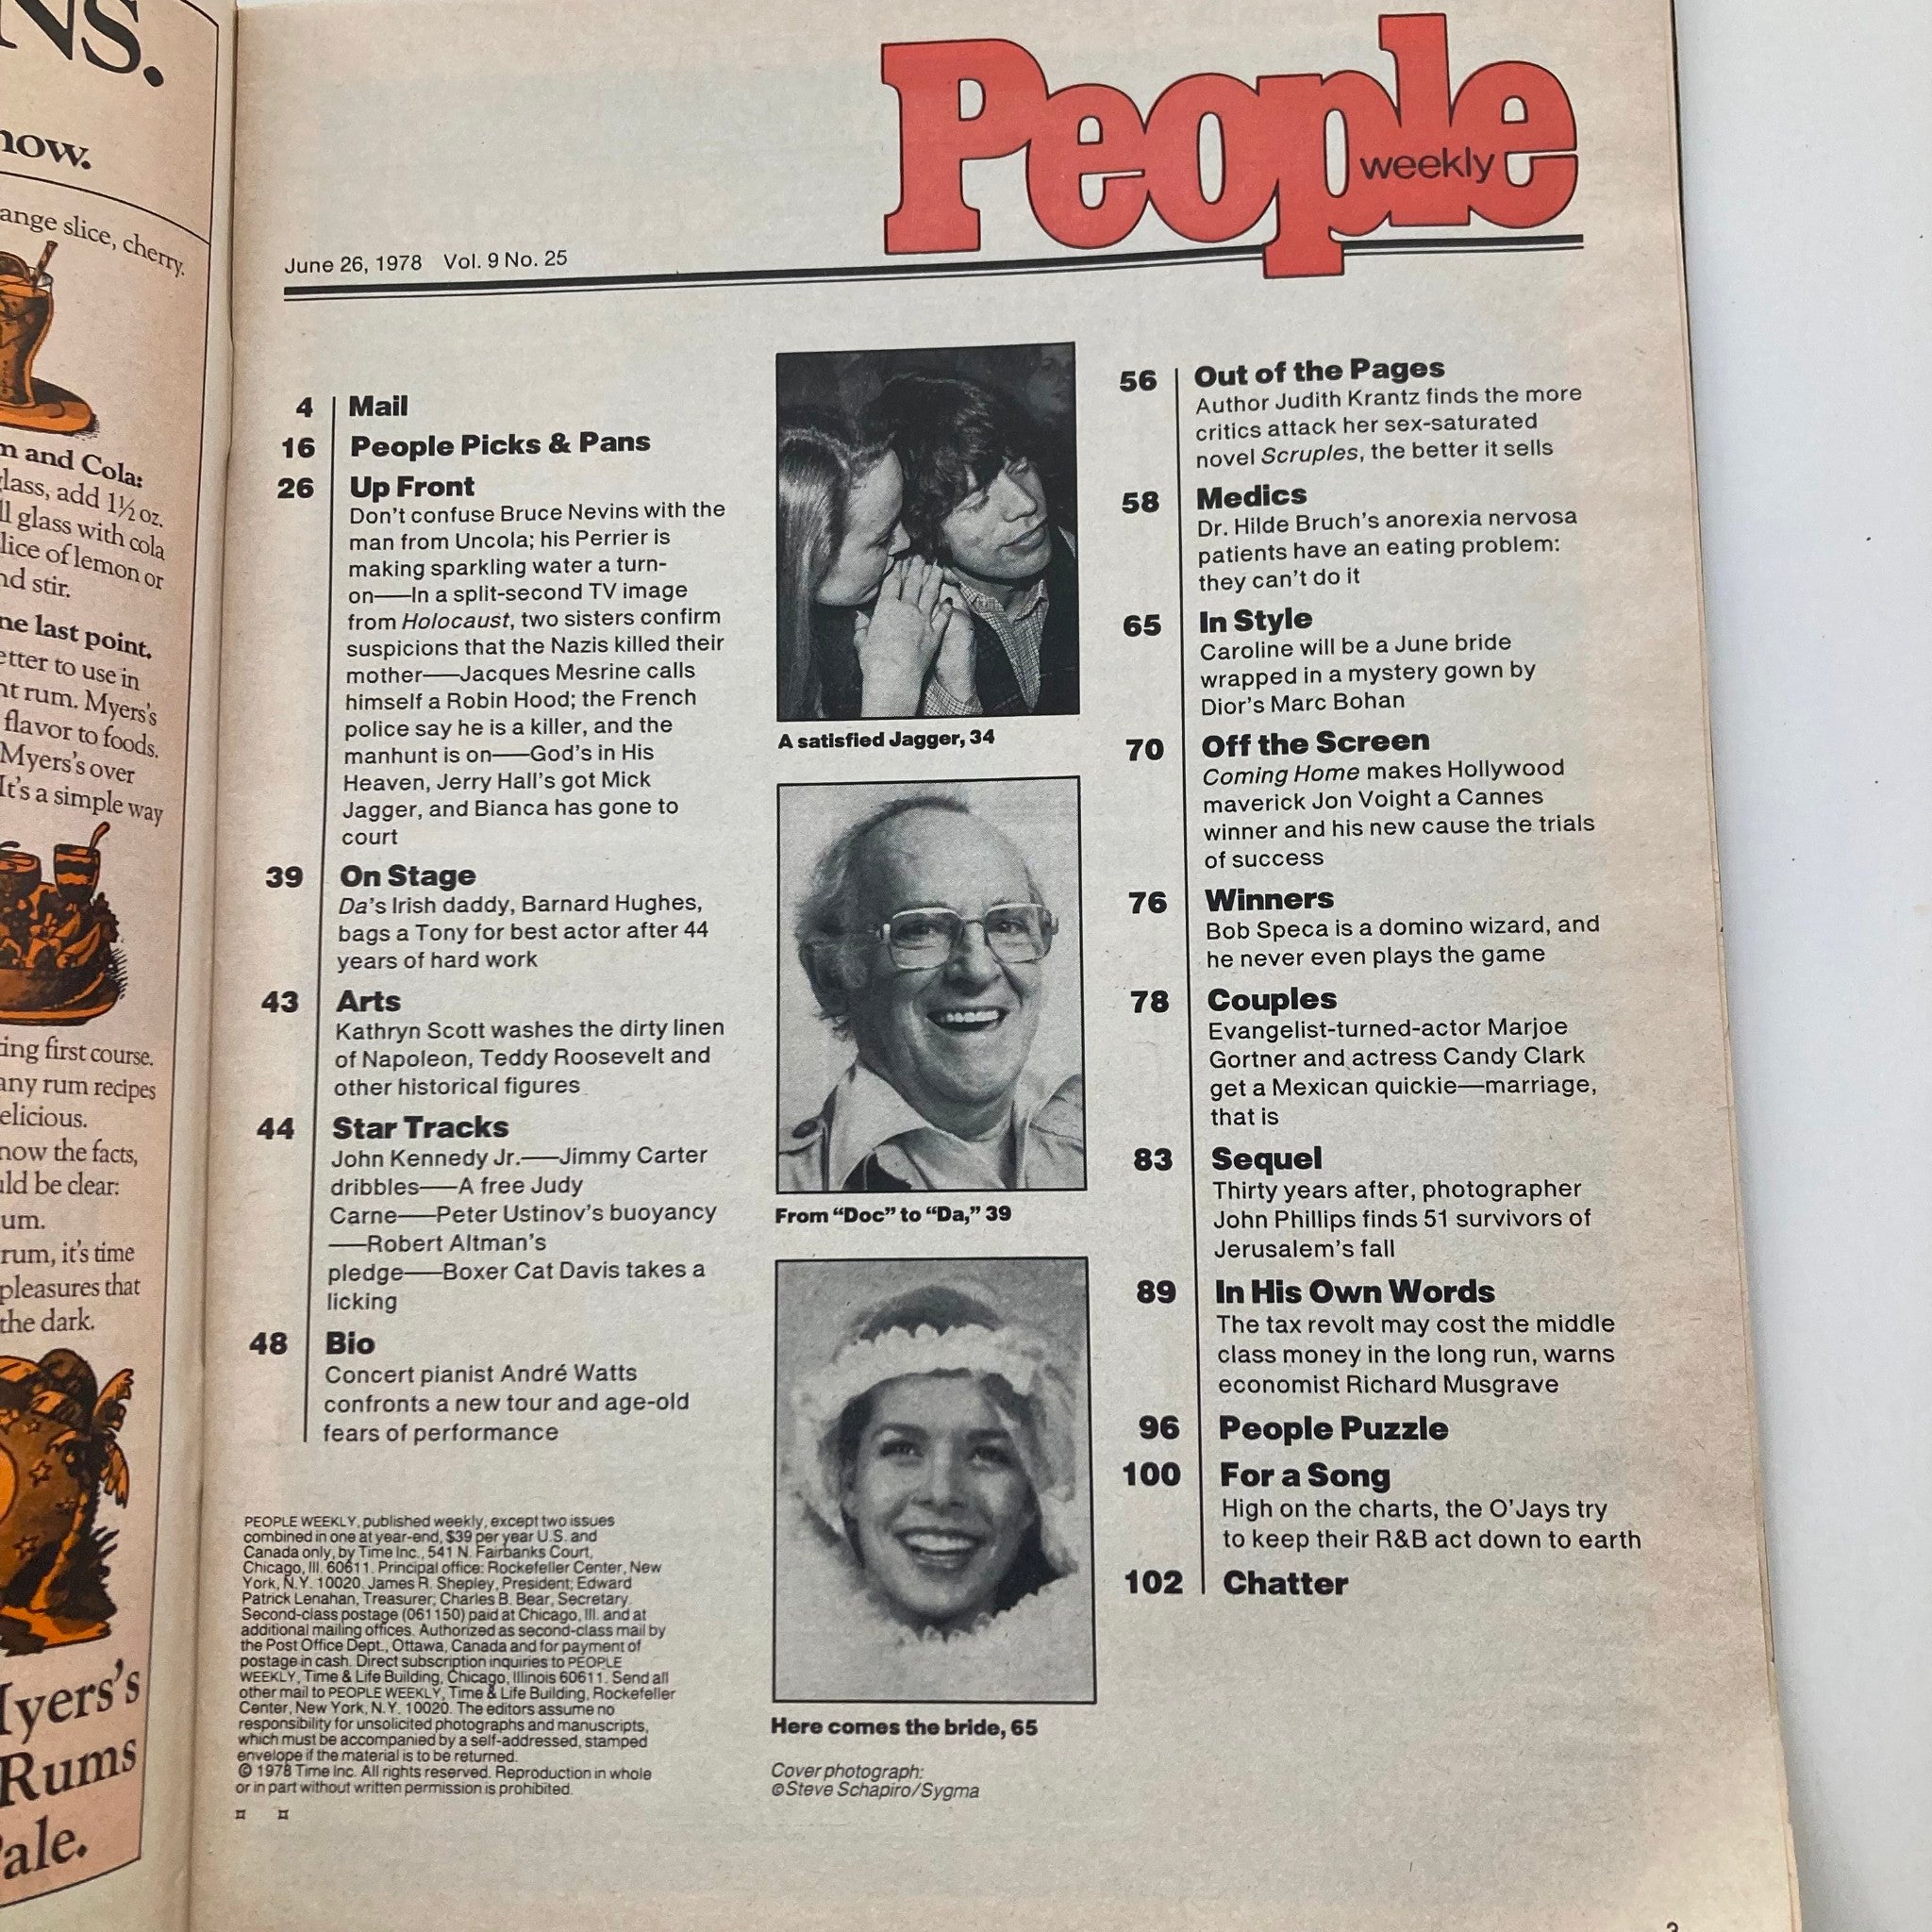 NS.
now.
ange slice, cherry.
m and Cola:
glass, add 1½ oz.
ll glass with cola
lice of lemon or
nd stir.
ne last point.
etter to use in
nt rum. Myers's
flavor to foods.
Myers's over
It's a simple way
ting first course.
any rum recipes
elicious.
now the facts,
uld be clear:
um.
rum, it's time
pleasures that
the dark.
Myers's
Rums
Pale.
People
weekly
June 26, 1978 Vol. 9 No. 25
4 Mail
16 People Picks & Pans
26 Up Front
Don't confuse Bruce Nevins with the
man from Uncola; his Perrier is
making sparkling water a turn-
on——In a split-second TV image
from Holocaust, two sisters confirm
suspicions that the Nazis killed their
mother——Jacques Mesrine calls
himself a Robin Hood; the French
police say he is a killer, and the
manhunt is on——God's in His
Heaven, Jerry Hall's got Mick
Jagger, and Bianca has gone to
court
39 On Stage
Da's Irish daddy, Barnard Hughes,
bags a Tony for best actor after 44
years of hard work
43 Arts
Kathryn Scott washes the dirty linen
of Napoleon, Teddy Roosevelt and
other historical figures
44 Star Tracks
John Kennedy Jr.——Jimmy Carter
dribbles——A free Judy
Carne——Peter Ustinov's buoyancy
——Robert Altman's
pledge——Boxer Cat Davis takes a
licking
48 Bio
Concert pianist André Watts
confronts a new tour and age-old
fears of performance
PEOPLE WEEKLY, published weekly, except two issues
combined in one at year-end, $39 per year U.S. and
Canada only, by Time Inc., 541 N. Fairbanks Court,
Chicago, Ill. 60611. Principal office: Rockefeller Center, New
York, N.Y. 10020. James R. Shepley, President; Edward
Patrick Lenahan, Treasurer; Charles B. Bear, Secretary.
Second-class postage (061150) paid at Chicago, Ill. and at
additional mailing offices. Authorized as second-class mail by
the Post Office Dept., Ottawa, Canada and for payment of
postage in cash. Direct subscription inquiries to PEOPLE
WEEKLY, Time & Life Building, Chicago, Illinois 60611. Send all
other mail to PEOPLE WEEKLY, Time & Life Building, Rockefeller
Center, New York, N.Y. 10020. The editors assume no
responsibility for unsolicited photographs and manuscripts,
which must be accompanied by a self-addressed, stamped
envelope if the material is to be returned.
© 1978 Time Inc. All rights reserved. Reproduction in whole
or in part without written permission is prohibited.
A satisfied Jagger, 34
From "Doc" to "Da," 39
Here comes the bride, 65
Cover photograph:
©Steve Schapiro/Sygma
56 Out of the Pages
Author Judith Krantz finds the more
critics attack her sex-saturated
novel Scruples, the better it sells
58 Medics
Dr. Hilde Bruch's anorexia nervosa
patients have an eating problem:
they can't do it
65 In Style
Caroline will be a June bride
wrapped in a mystery gown by
Dior's Marc Bohan
70 Off the Screen
Coming Home makes Hollywood
maverick Jon Voight a Cannes
winner and his new cause the trials
of success
76 Winners
Bob Speca is a domino wizard, and
he never even plays the game
78 Couples
Evangelist-turned-actor Marjoe
Gortner and actress Candy Clark
get a Mexican quickie—marriage,
that is
83 Sequel
Thirty years after, photographer
John Phillips finds 51 survivors of
Jerusalem's fall
89 In His Own Words
The tax revolt may cost the middle
class money in the long run, warns
economist Richard Musgrave
96 People Puzzle
100 For a Song
High on the charts, the O'Jays try
to keep their R&B act down to earth
102 Chatter
3